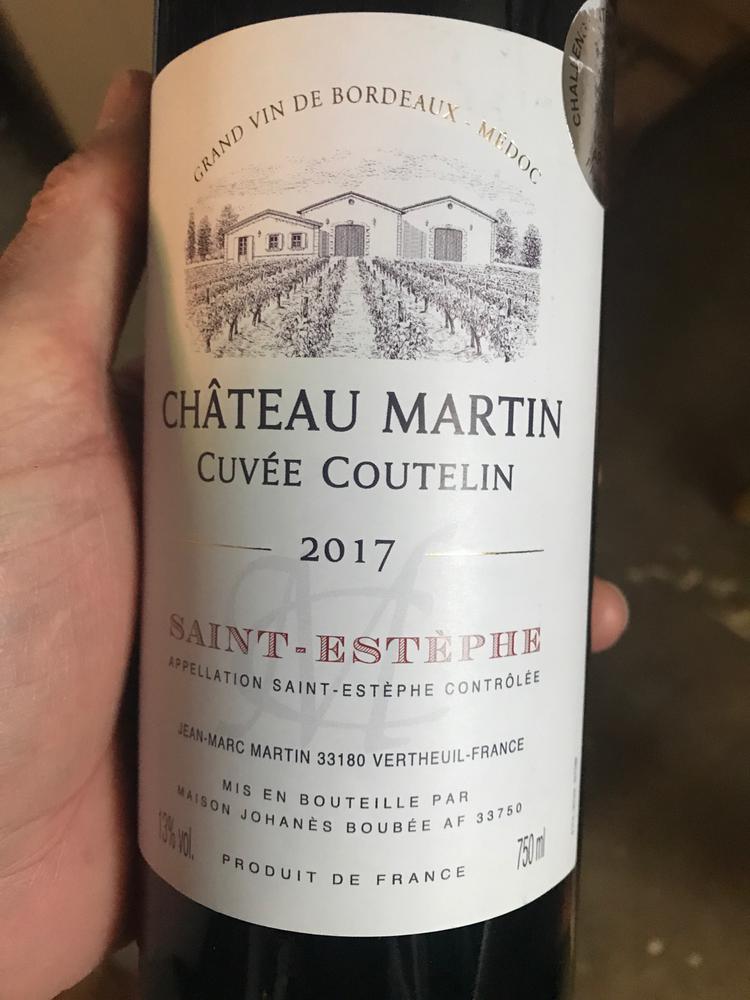 GRAND VIN DE BORDEAUX - MÉDOC
CHÂTEAU MARTIN
CUVÉE COUTELIN
2017
SAINT-ESTÈPHE
APPELLATION SAINT-ESTÈPHE CONTRÔLÉE
JEAN-MARC MARTIN 33180 VERTHEUIL-FRANCE
MIS EN BOUTEILLE PAR
MAISON JOHANÈS BOUBÉE AF 33750
13% vol.
750 ml
PRODUIT DE FRANCE